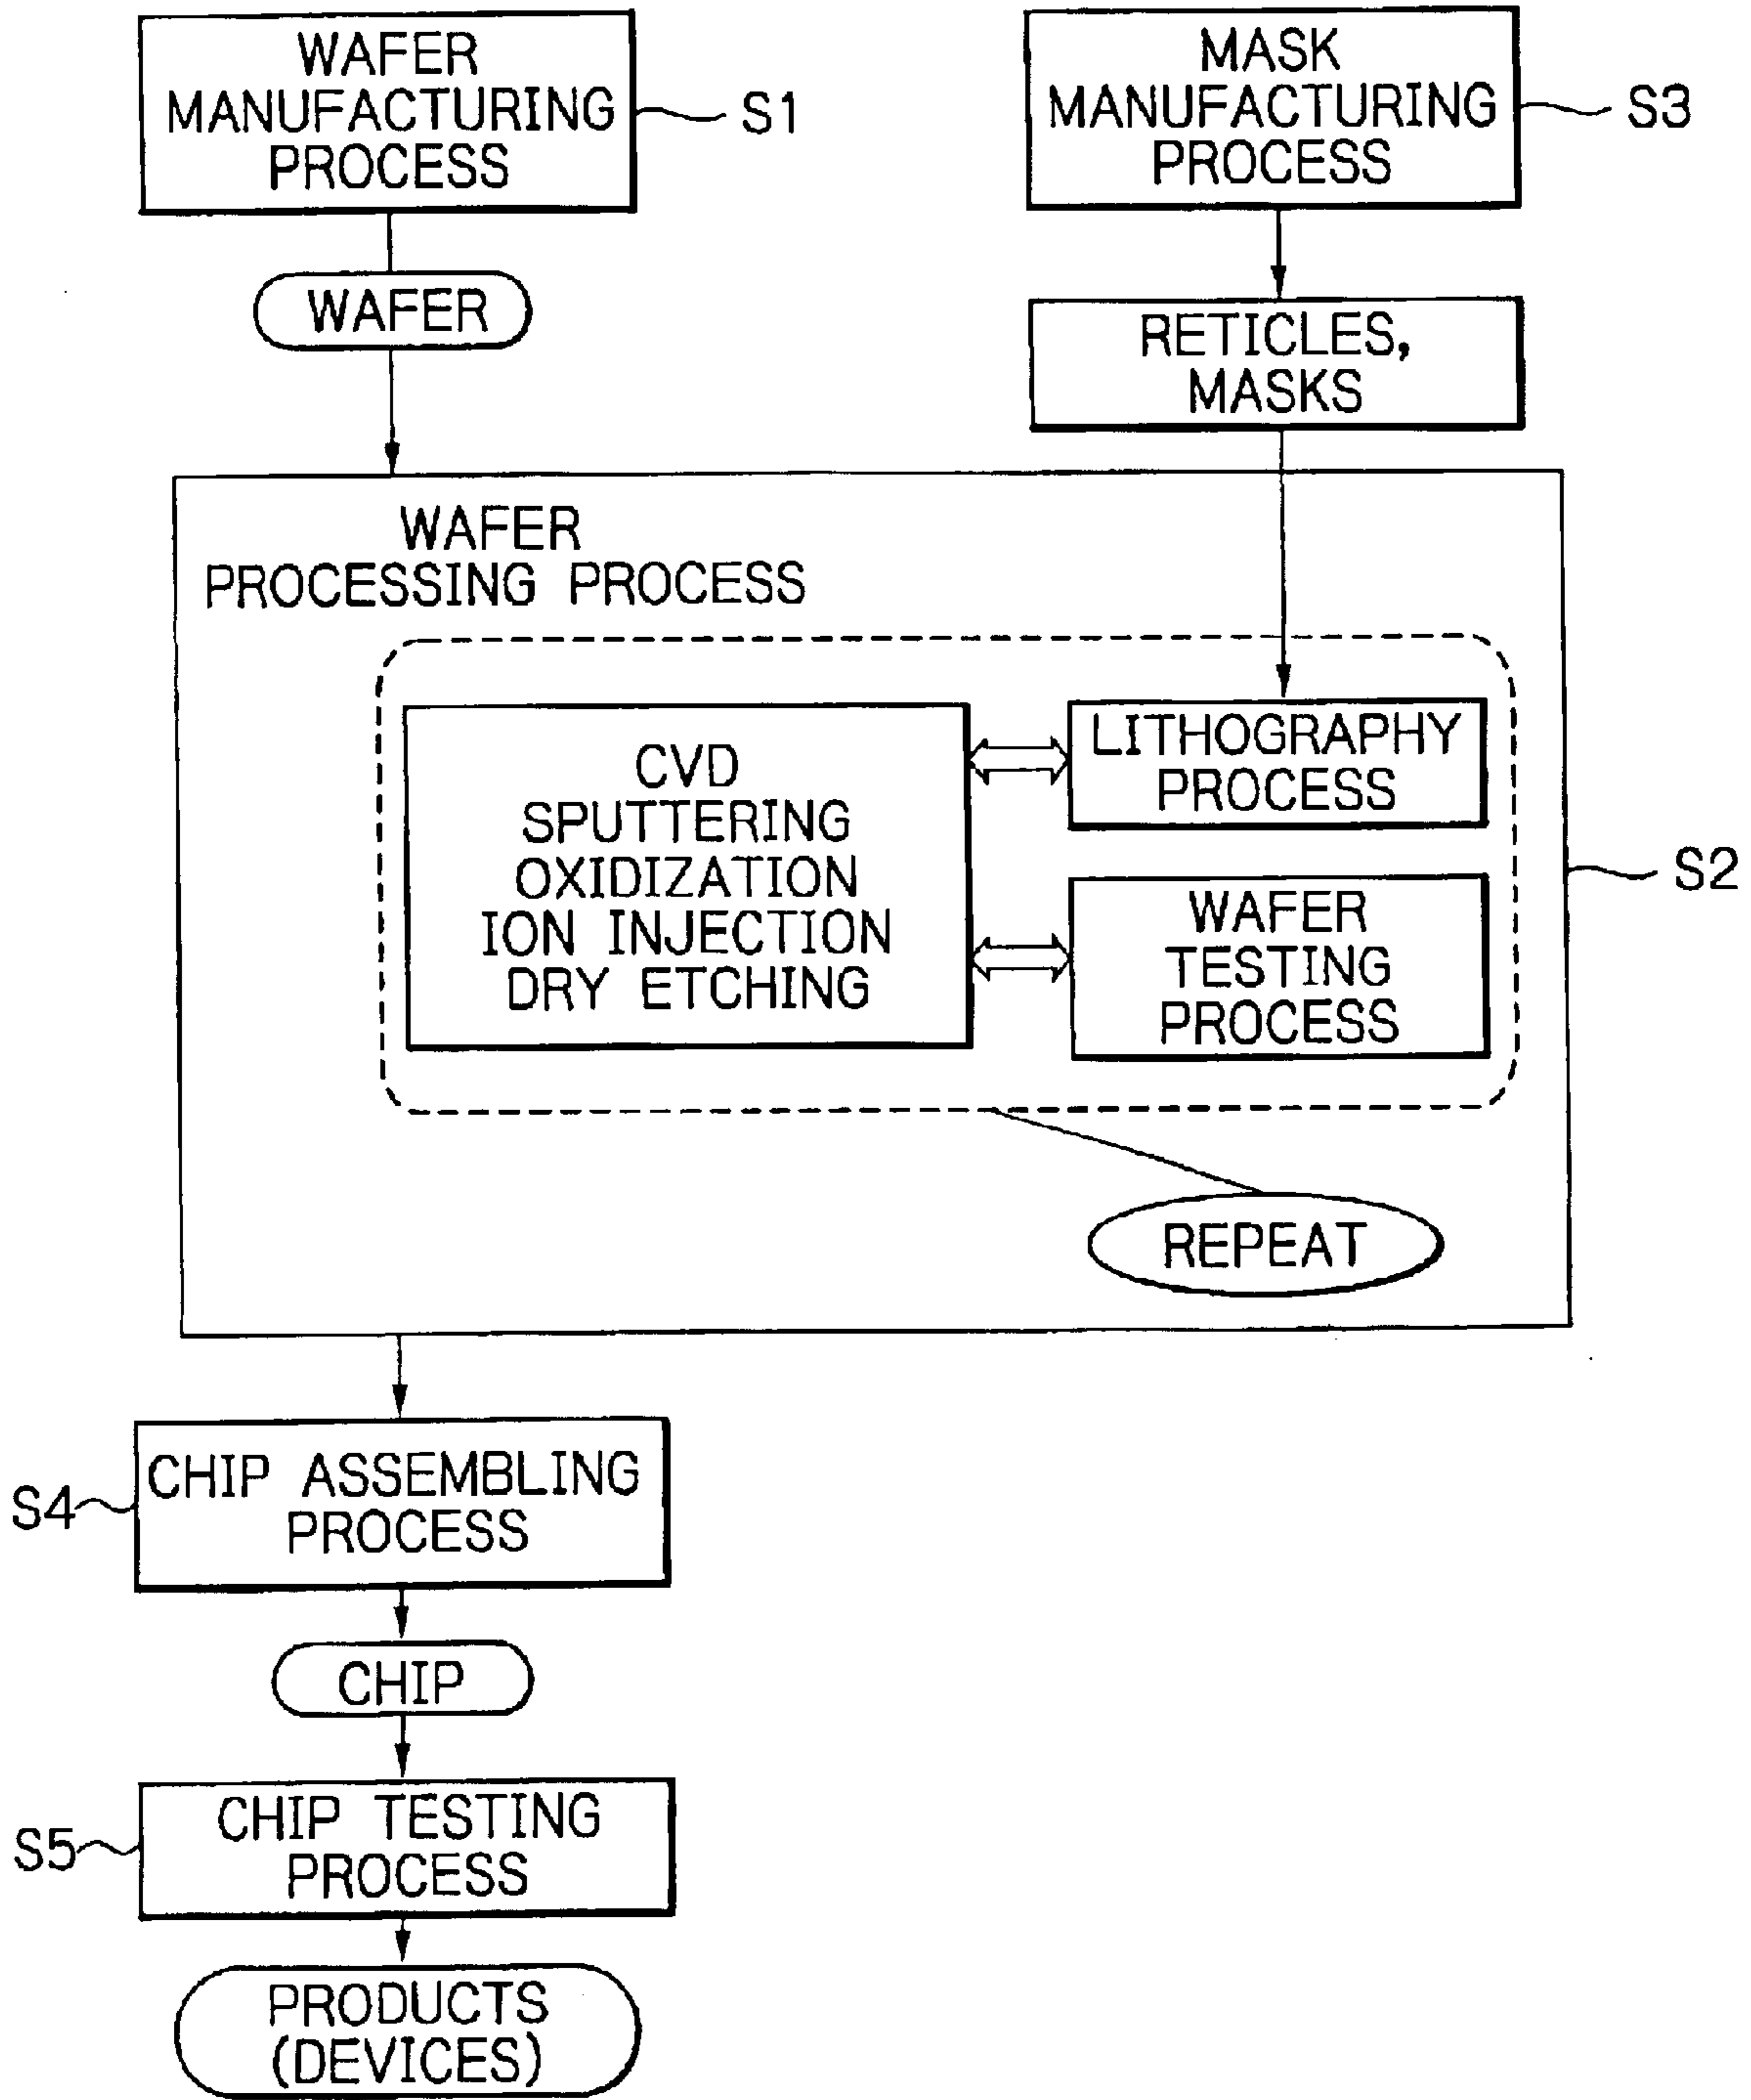 WAFER
MANUFACTURING
PROCESS
S1
MASK
MANUFACTURING
PROCESS
S3
WAFER
RETICLES,
MASKS
WAFER
PROCESSING PROCESS
CVD
SPUTTERING
OXIDIZATION
ION INJECTION
DRY ETCHING
LITHOGRAPHY
PROCESS
WAFER
TESTING
PROCESS
S2
REPEAT
CHIP ASSEMBLING
PROCESS
S4
CHIP
CHIP TESTING
PROCESS
S5
PRODUCTS
(DEVICES)